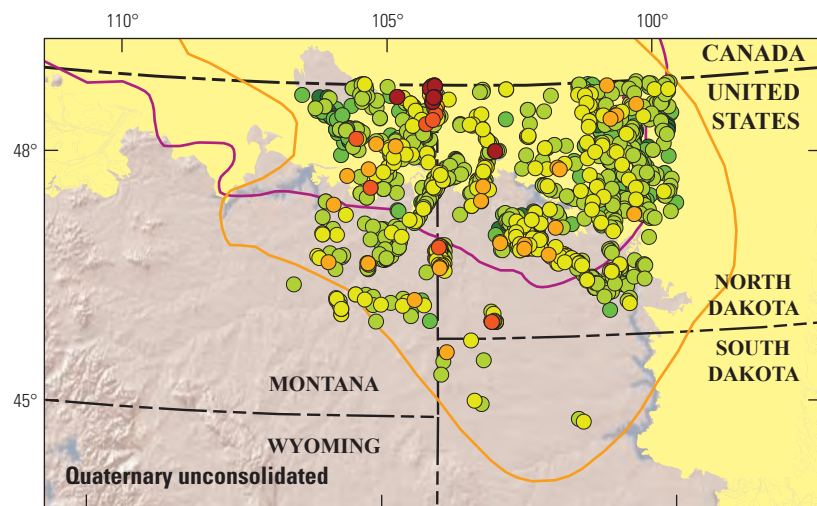 110°
105°
100°
CANADA
UNITED
STATES
48°
NORTH
DAKOTA
SOUTH
DAKOTA
MONTANA
45°
WYOMING
Quaternary unconsolidated